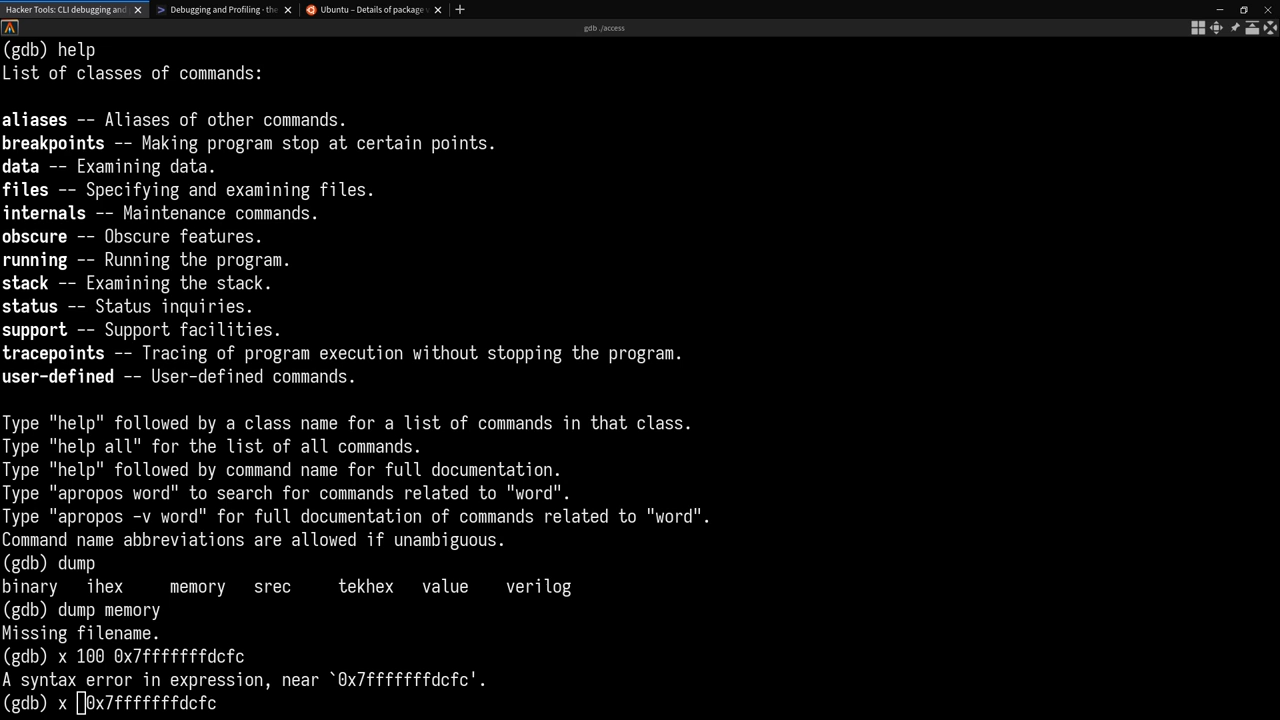 Hacker Tools: CLI debugging and
Debugging and Profiling · the
Ubuntu – Details of package
gdb ./access
(gdb) help
List of classes of commands:
aliases -- Aliases of other commands.
breakpoints -- Making program stop at certain points.
data -- Examining data.
files -- Specifying and examining files.
internals -- Maintenance commands.
obscure -- Obscure features.
running -- Running the program.
stack -- Examining the stack.
status -- Status inquiries.
support -- Support facilities.
tracepoints -- Tracing of program execution without stopping the program.
user-defined -- User-defined commands.
Type "help" followed by a class name for a list of commands in that class.
Type "help all" for the list of all commands.
Type "help" followed by command name for full documentation.
Type "apropos word" to search for commands related to "word".
Type "apropos -v word" for full documentation of commands related to "word".
Command name abbreviations are allowed if unambiguous.
(gdb) dump
binary ihex memory srec tekhex value verilog
(gdb) dump memory
Missing filename.
(gdb) x 100 0x7fffffffdcfc
A syntax error in expression, near `0x7fffffffdcfc'.
(gdb) x 0x7fffffffdcfc